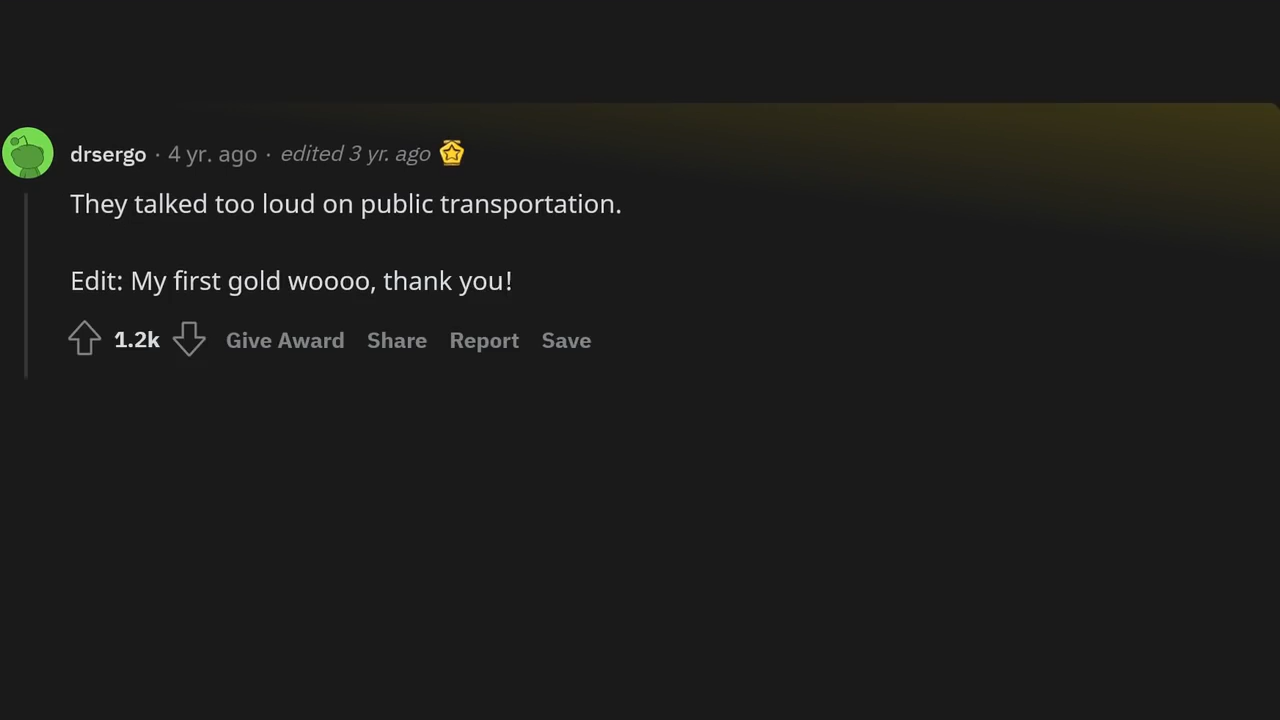 drsergo · 4 yr. ago · edited 3 yr. ago
They talked too loud on public transportation.
Edit: My first gold woooo, thank you!
1.2k Give Award Share Report Save